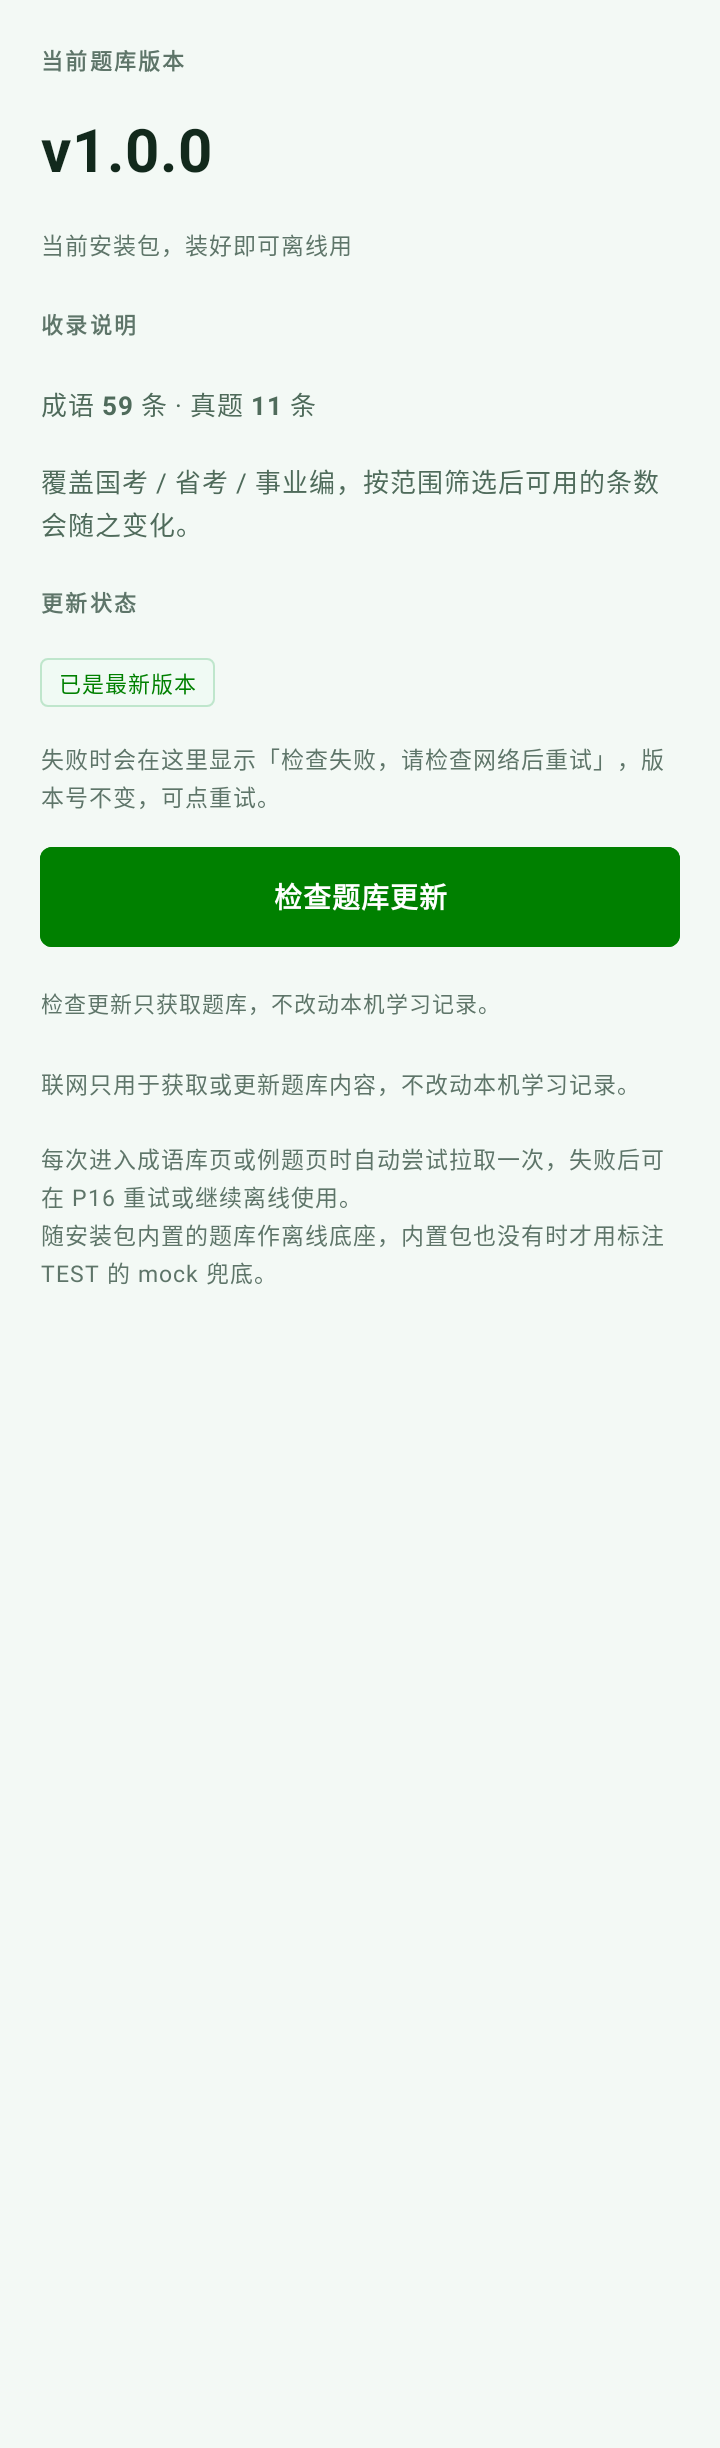 当前题库版本
v1.0.0
当前安装包，装好即可离线用
收录说明
成语 59 条 · 真题 11 条
覆盖国考 / 省考 / 事业编，按范围筛选后可用的条数
会随之变化。
更新状态
已是最新版本
失败时会在这里显示「检查失败，请检查网络后重试」，版
本号不变，可点重试。
检查题库更新
检查更新只获取题库，不改动本机学习记录。
联网只用于获取或更新题库内容，不改动本机学习记录。
每次进入成语库页或例题页时自动尝试拉取一次，失败后可
在 P16 重试或继续离线使用。
随安装包内置的题库作离线底座，内置包也没有时才用标注
TEST 的 mock 兜底。